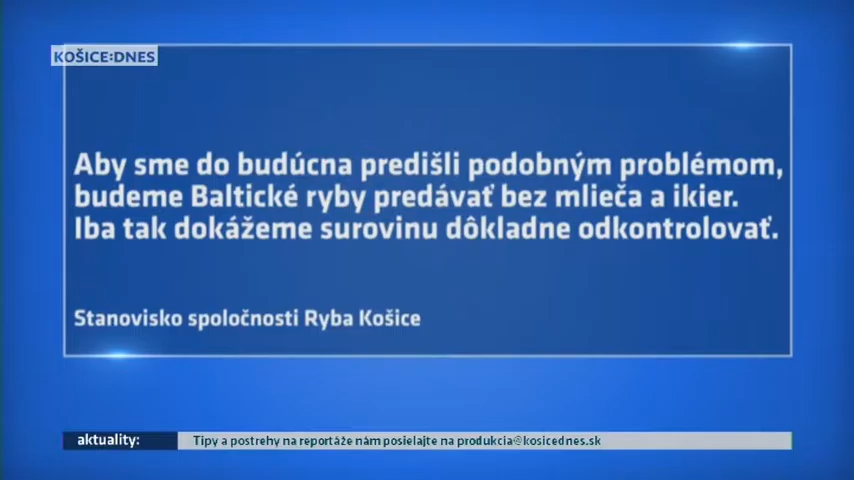 KOŠICE:DNES
Aby sme do budúcna predišli podobným problémom,
budeme Baltické ryby predávať bez mlieča a ikier.
Iba tak dokážeme surovinu dôkladne odkontrolovať.
Stanovisko spoločnosti Ryba Košice
aktuality: Tipy a postrehy na reportáže nám posielajte na produkcia@kosicednes.sk